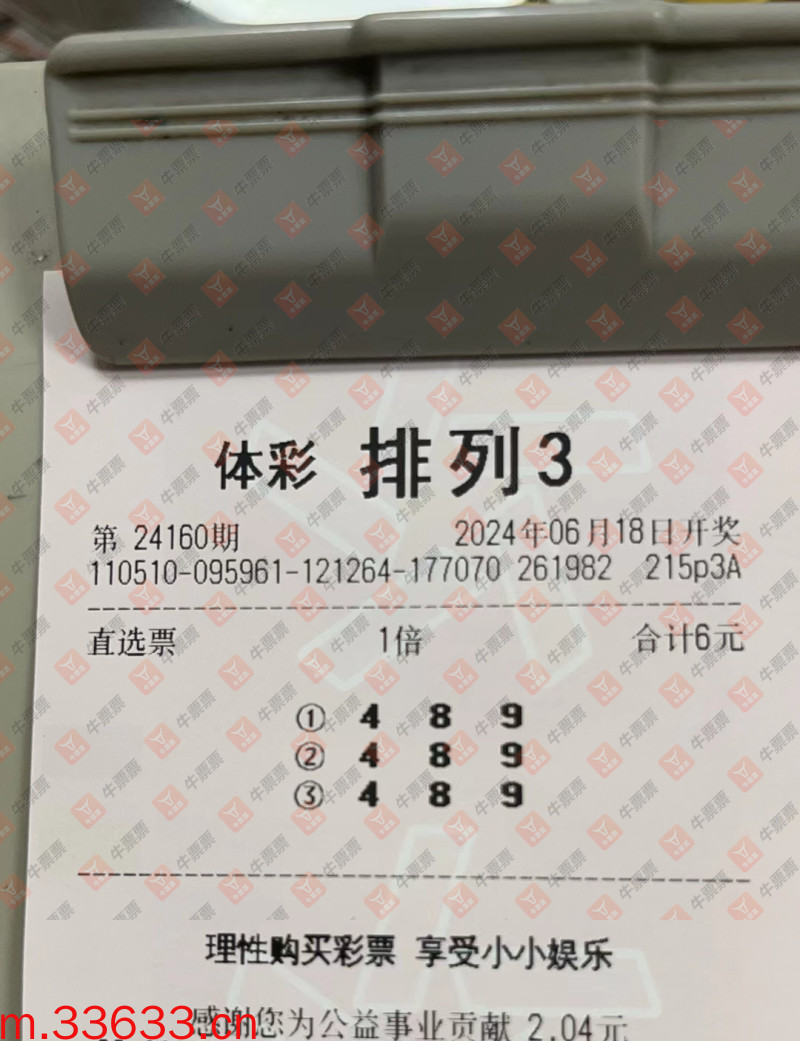 体彩 排列3
第 24160期 2024年06月18日开奖
110510-095961-121264-177070 261982 215p3A
直选票 1倍 合计6元
① 4 8 9
② 4 8 9
③ 4 8 9
理性购买彩票 享受小小娱乐
感谢您为公益事业贡献 2.04元
m.33633.cn
牛票票